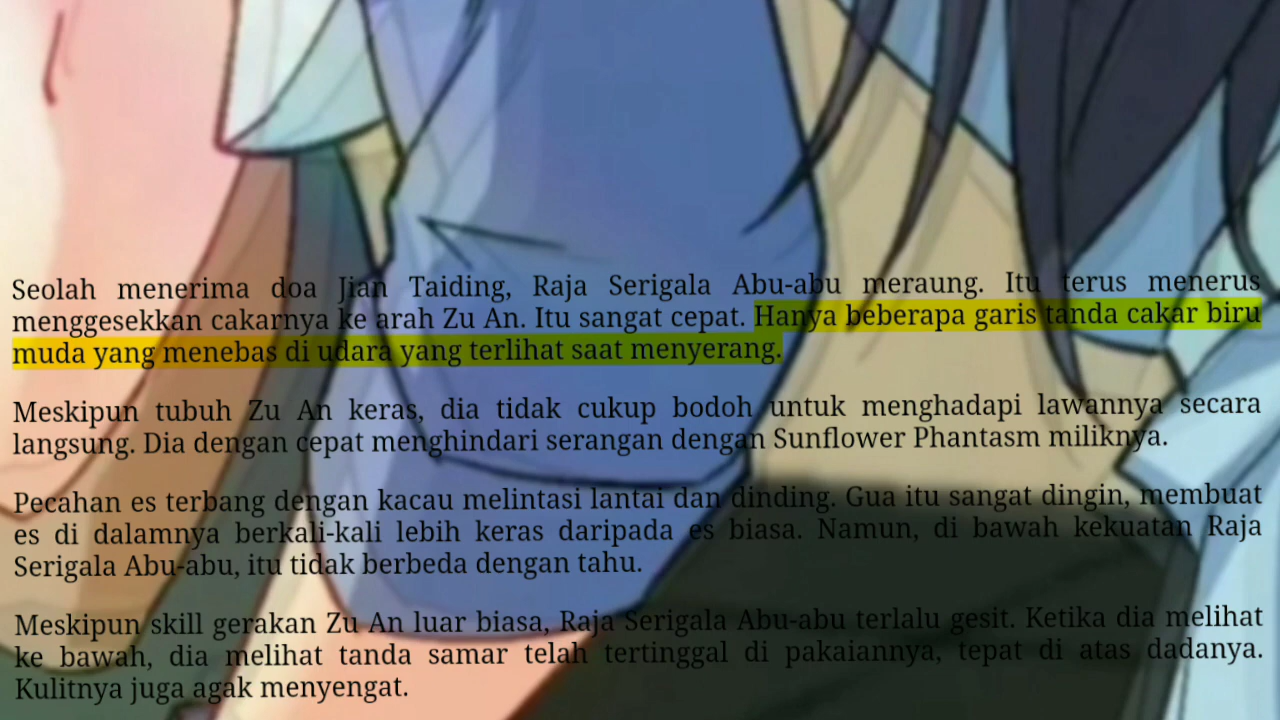 Seolah menerima doa Jian Taiding, Raja Serigala Abu-abu meraung. Itu terus menerus
menggesekkan cakarnya ke arah Zu An. Itu sangat cepat. Hanya beberapa garis tanda cakar biru
muda yang menebas di udara yang terlihat saat menyerang.
Meskipun tubuh Zu An keras, dia tidak cukup bodoh untuk menghadapi lawannya secara
langsung. Dia dengan cepat menghindari serangan dengan Sunflower Phantasm miliknya.
Pecahan es terbang dengan kacau melintasi lantai dan dinding. Gua itu sangat dingin, membuat
es di dalamnya berkali-kali lebih keras daripada es biasa. Namun, di bawah kekuatan Raja
Serigala Abu-abu, itu tidak berbeda dengan tahu.
Meskipun skill gerakan Zu An luar biasa, Raja Serigala Abu-abu terlalu gesit. Ketika dia melihat
ke bawah, dia melihat tanda samar telah tertinggal di pakaiannya, tepat di atas dadanya.
Kulitnya juga agak menyengat.